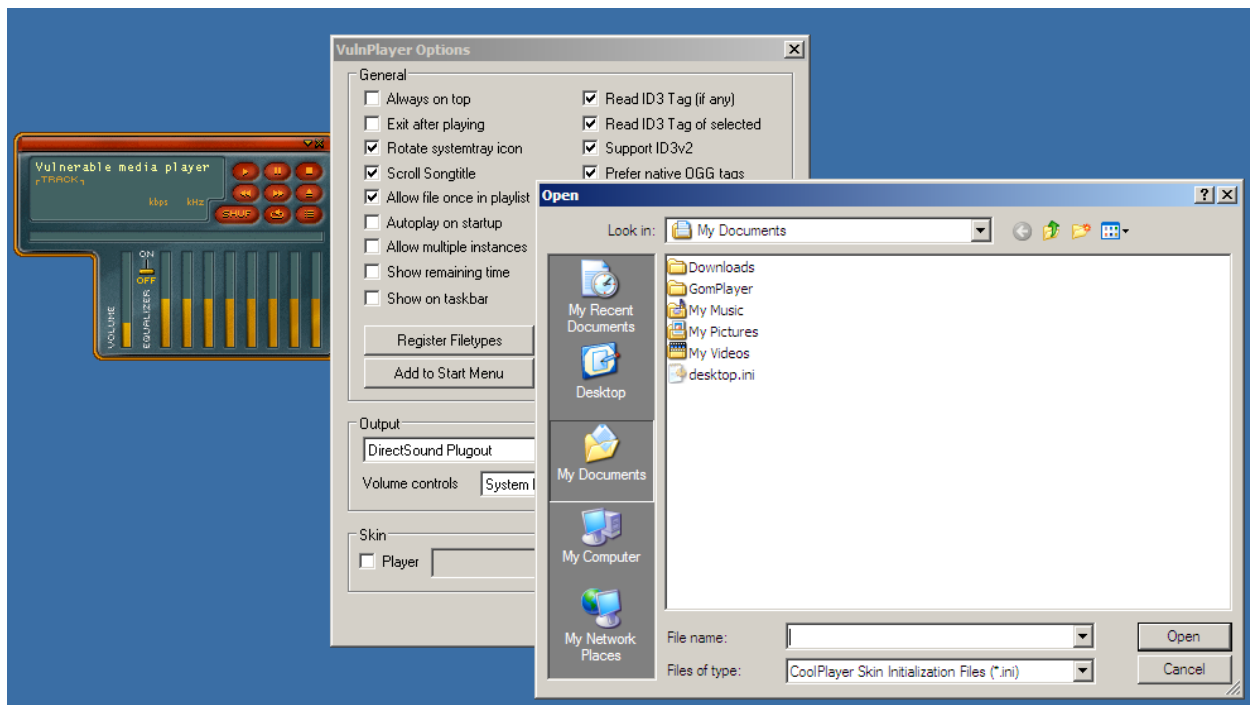 VulnPlayer Options
General
Always on top
Exit after playing
Rotate systemtray icon
Scroll Songtitle
Allow file once in playlist
Autoplay on startup
Allow multiple instances
Show remaining time
Show on taskbar
Read ID3 Tag (if any)
Read ID3 Tag of selected
Support ID3v2
Prefer native OGG tags
Register Filetypes
Add to Start Menu
Output
DirectSound Plugout
Volume controls System
Skin
Player
Vulnerable media player
TRACK
kbps kHz
SHUF
ON
OFF
VOLUME
EQUALIZER
Open
Look in: My Documents
My Recent
Documents
Desktop
My Documents
My Computer
My Network
Places
Downloads
GomPlayer
My Music
My Pictures
My Videos
desktop.ini
File name: Open
Files of type: CoolPlayer Skin Initialization Files (*.ini) Cancel